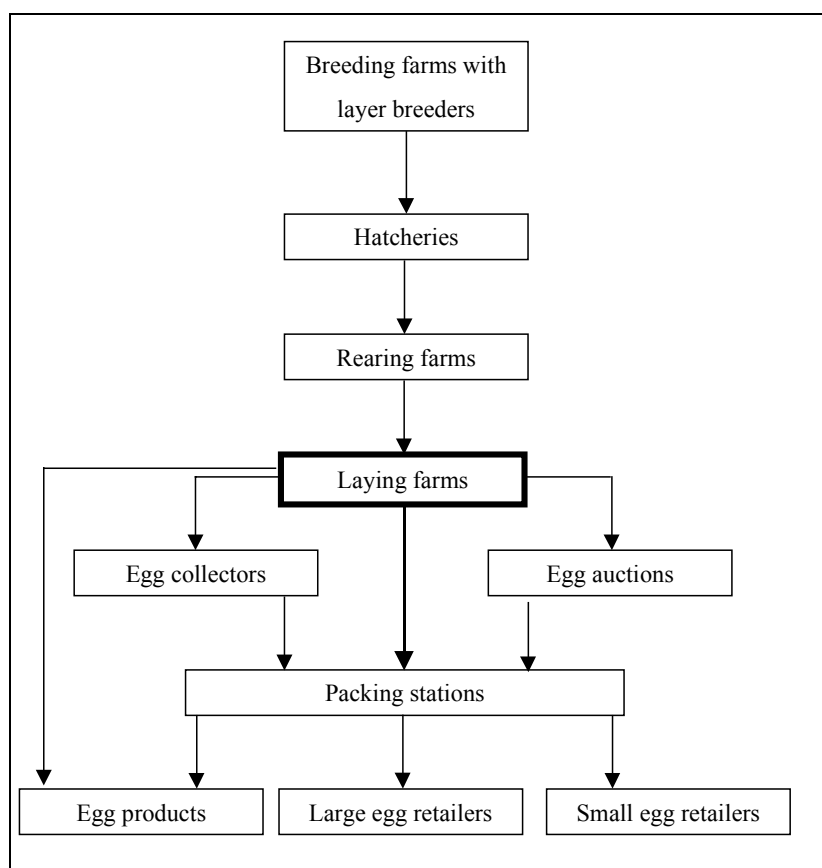 Breeding farms with
layer breeders
Hatcheries
Rearing farms
Laying farms
Egg collectors
Egg auctions
Packing stations
Egg products
Large egg retailers
Small egg retailers